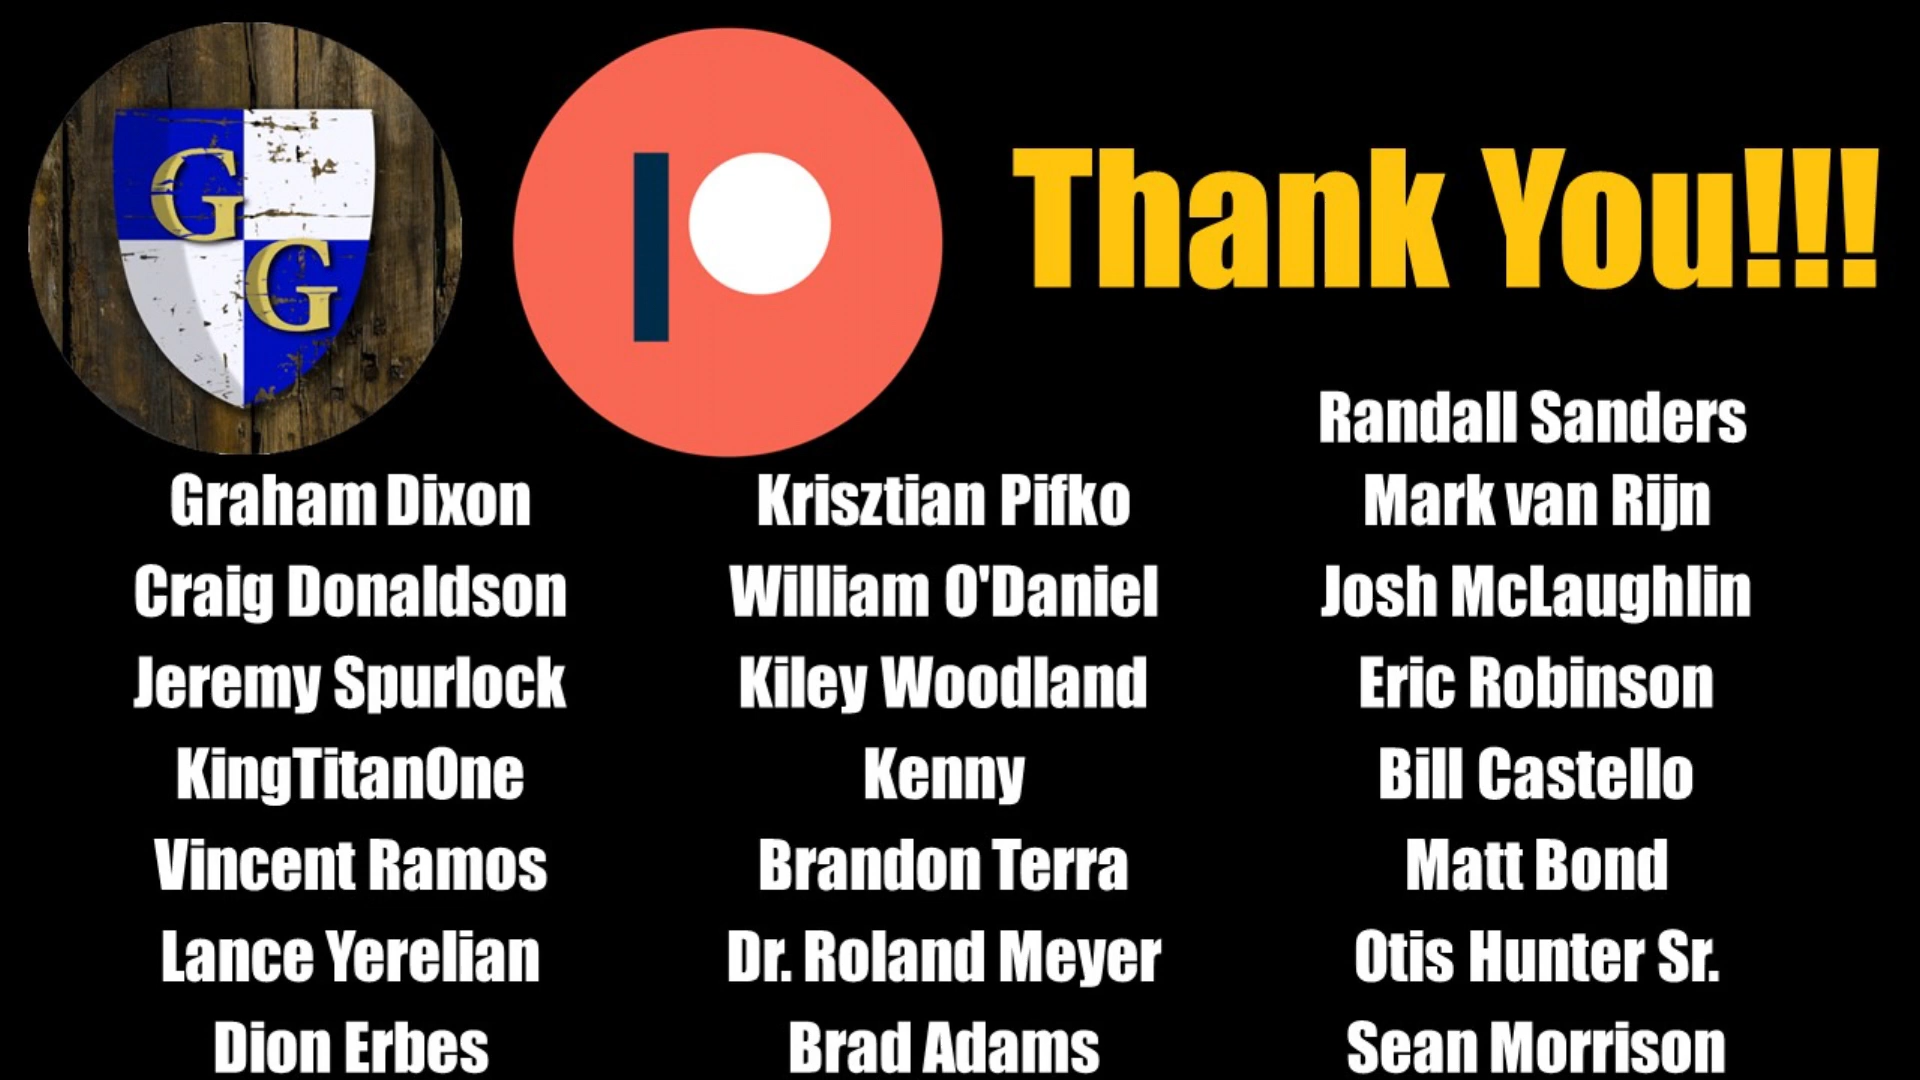 G
G
Thank You!!!
Randall Sanders
Graham Dixon
Krisztian Pifko
Mark van Rijn
Craig Donaldson
William O'Daniel
Josh McLaughlin
Jeremy Spurlock
Kiley Woodland
Eric Robinson
KingTitanOne
Kenny
Bill Castello
Vincent Ramos
Brandon Terra
Matt Bond
Lance Yerelian
Dr. Roland Meyer
Otis Hunter Sr.
Dion Erbes
Brad Adams
Sean Morrison